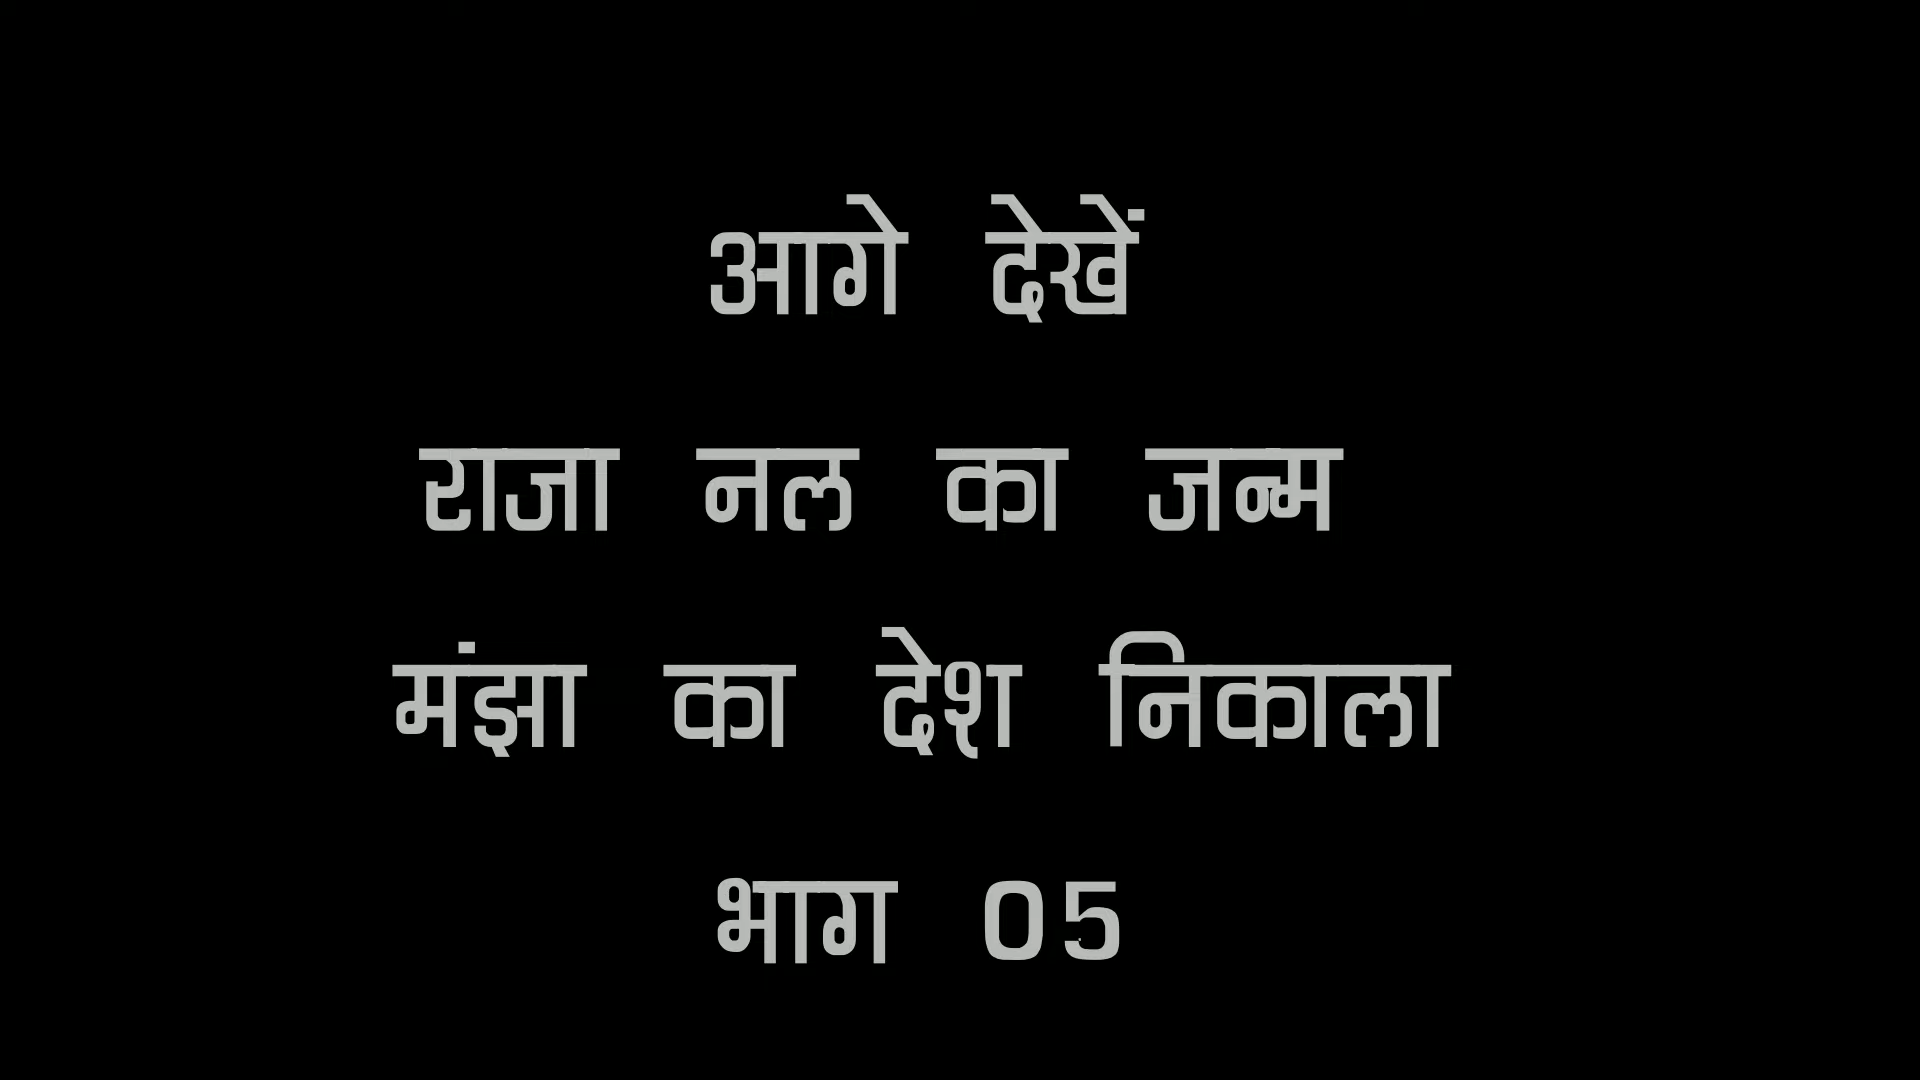 आगे देखें
राजा नल का जन्म
मंझा का देश निकाला
भाग 05